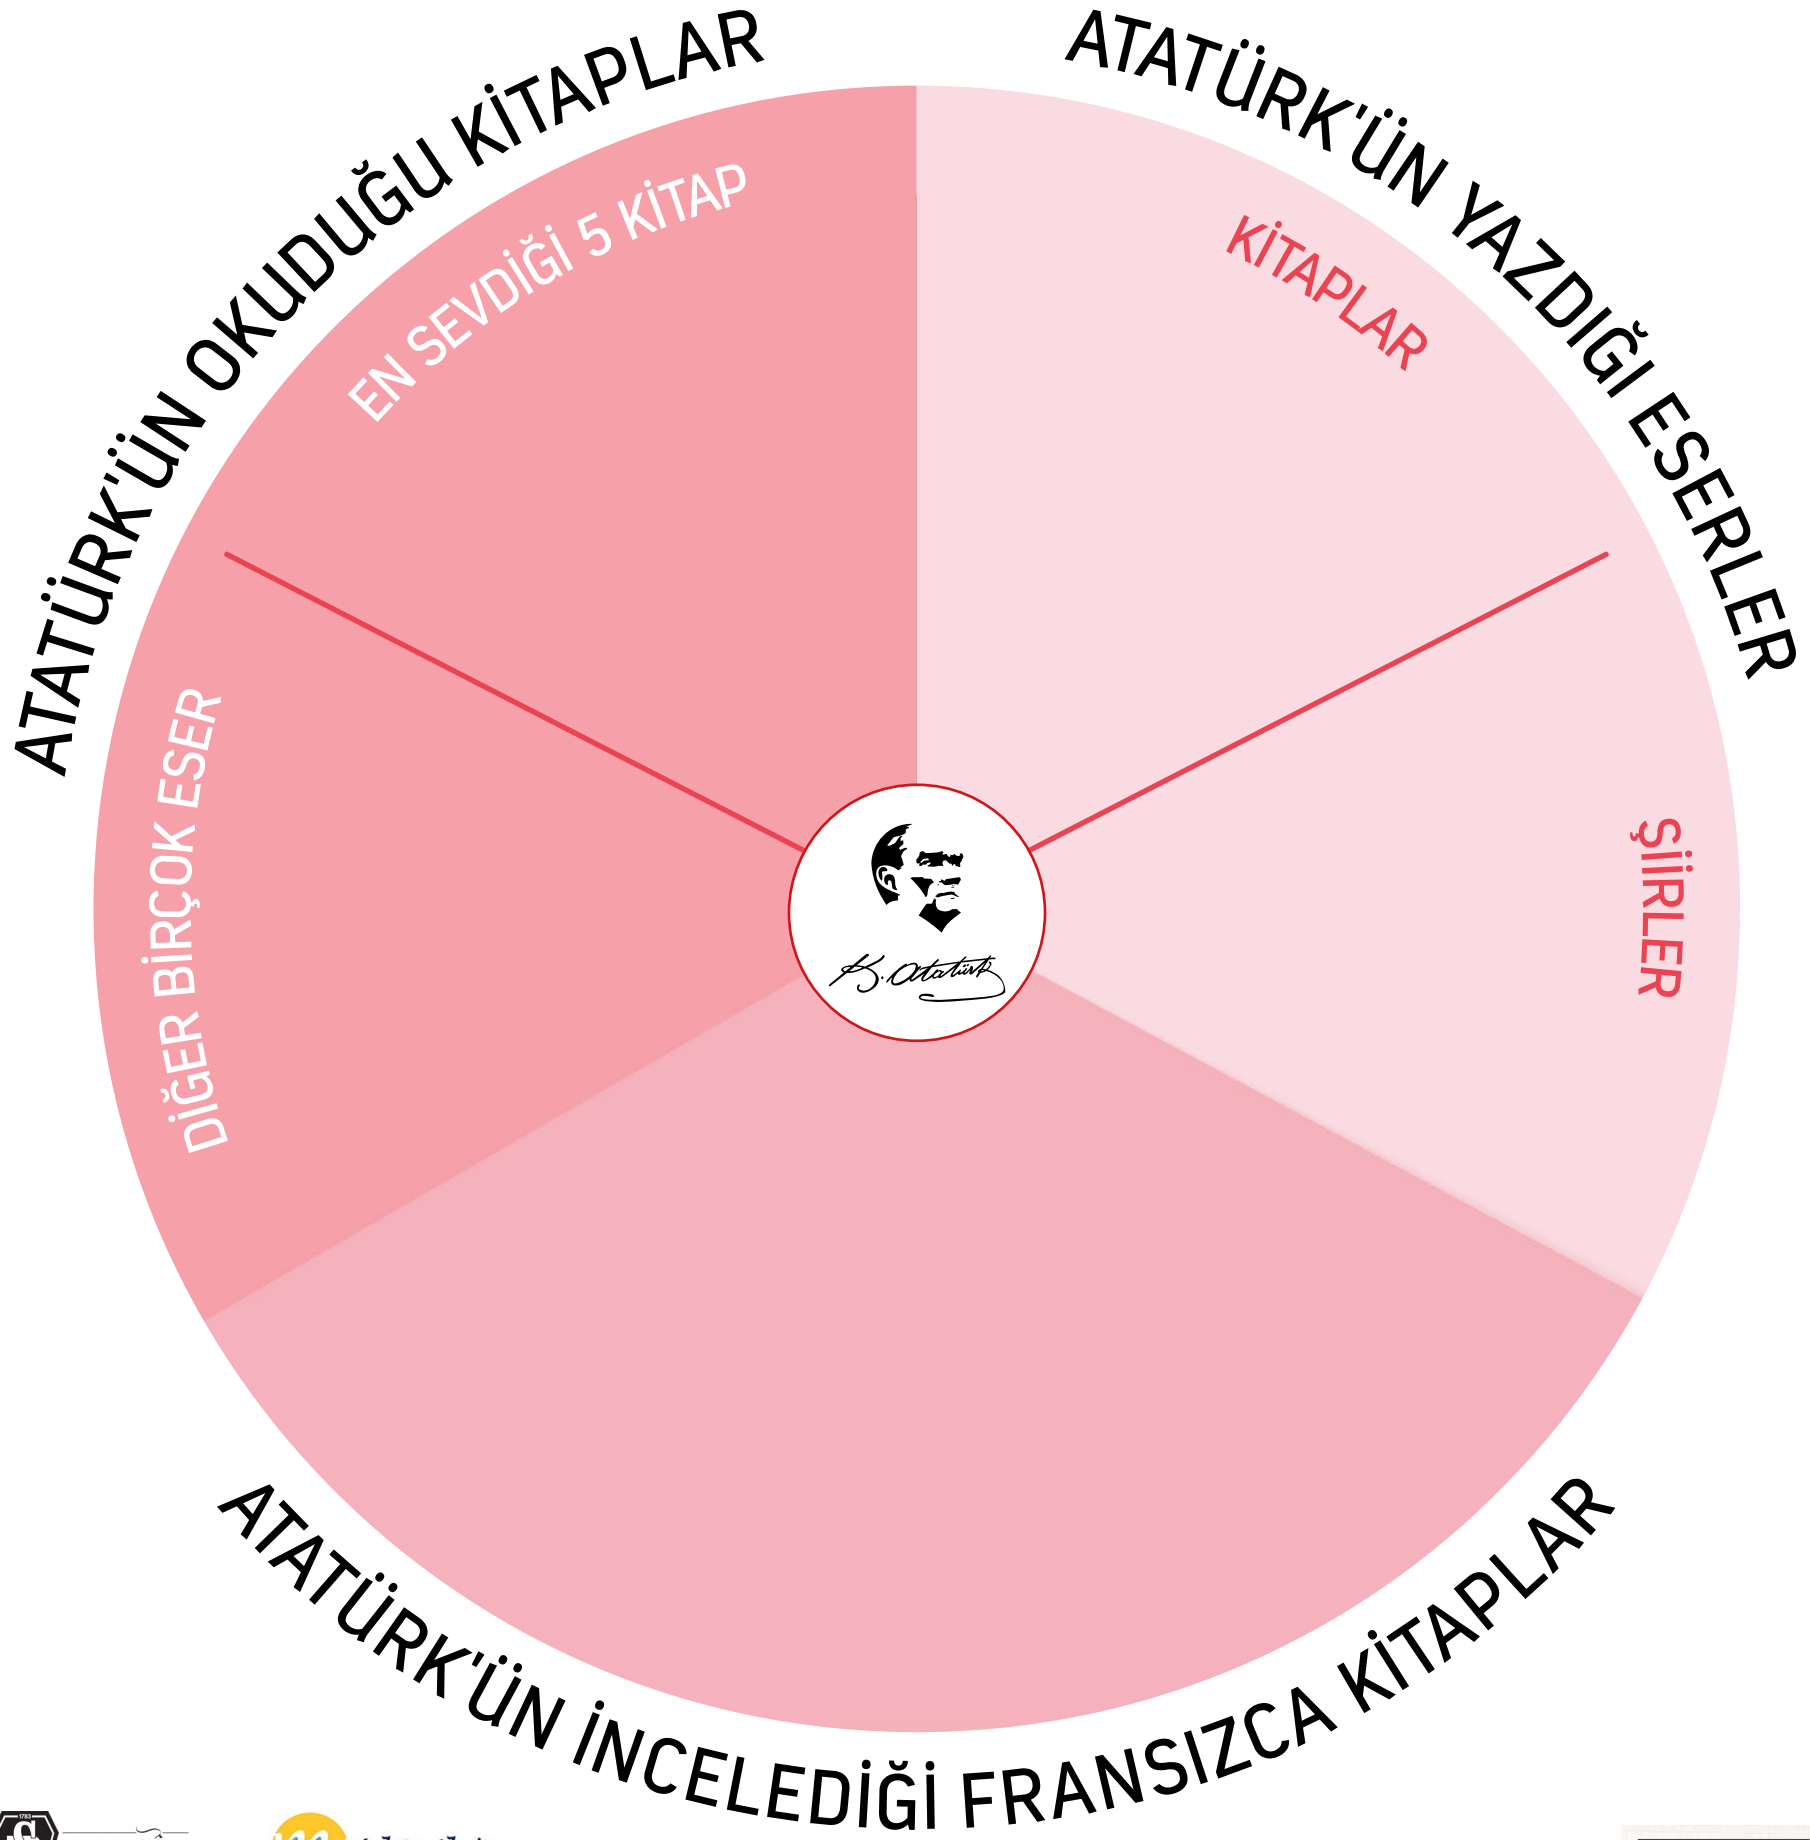 ATATÜRK'ÜN OKUDUĞU KİTAPLAR
EN SEVDİĞİ 5 KİTAP
DİĞER BİRÇOK ESER
ATATÜRK'ÜN YAZDIĞI ESERLER
KİTAPLAR
ŞİİRLER
K. Atatürk
ATATÜRK'ÜN İNCELEDİĞİ FRANSIZCA KİTAPLAR
1783